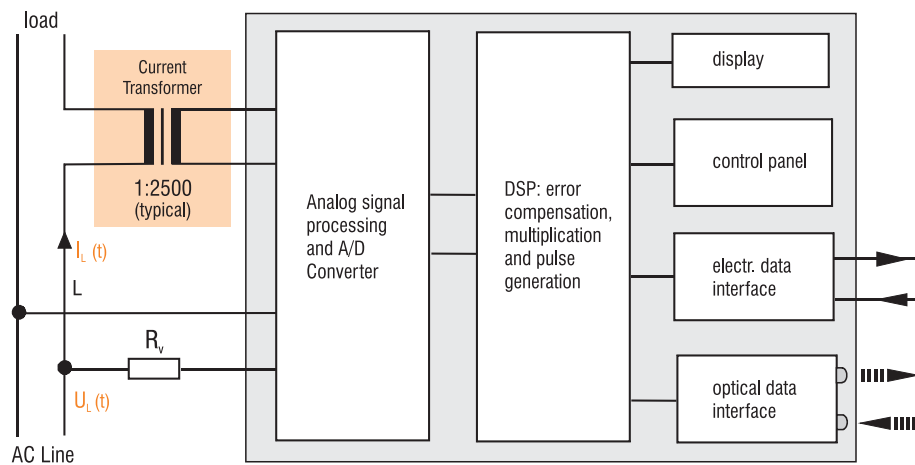 load
Current
Transformer
1:2500
(typical)
I_L (t)
L
R_v
U_L (t)
AC Line
Analog signal
processing
and A/D
Converter
DSP: error
compensation,
multiplication
and pulse
generation
display
control panel
electr. data
interface
optical data
interface